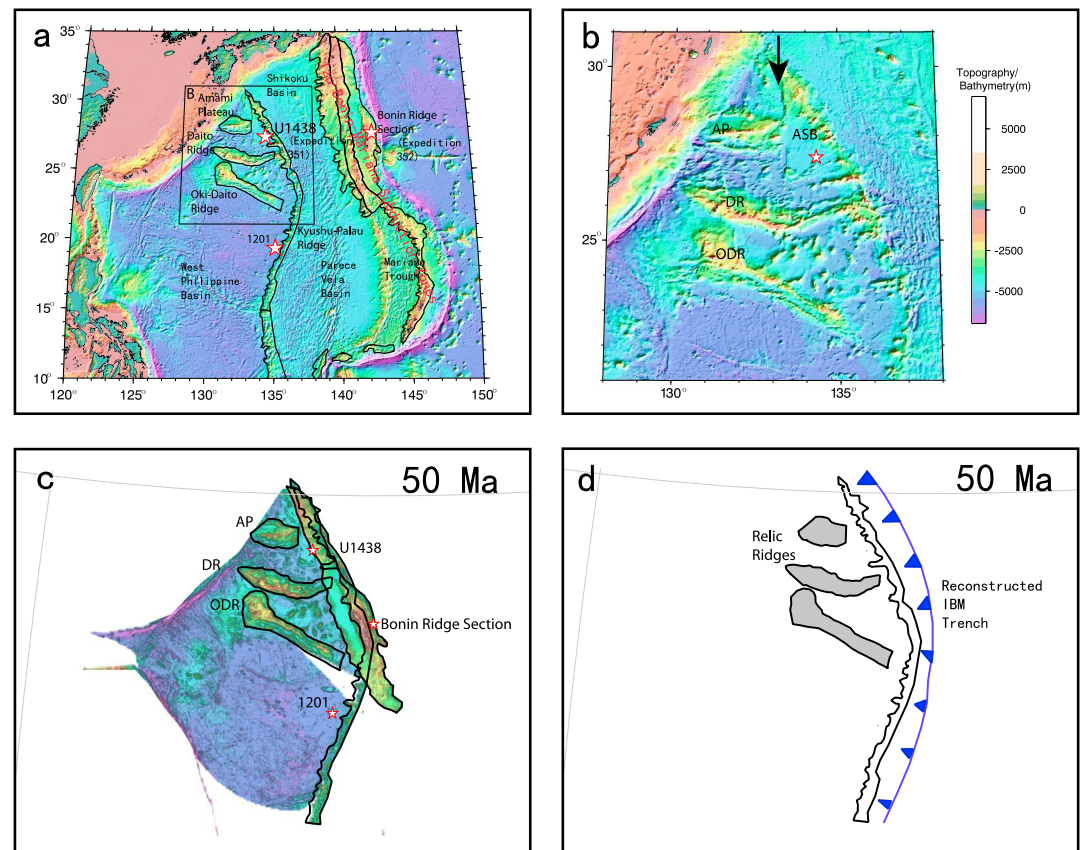 a
35°
30°
25°
20°
15°
10°
120°
125°
130°
135°
140°
145°
150°
B
Shikoku
Basin
Amami
Plateau
U1438
(Expedition
351)
Daito
Ridge
Oki-Daito
Ridge
Bonin Ridge
Section
(Expedition
352)
1201
Kyushu-Palau
Ridge
West
Philippine
Basin
Parece
Vela
Basin
Mariana
Trough
b
30°
25°
130°
135°
AP
ASB
DR
ODR
Topography/
Bathymetry(m)
5000
2500
0
-2500
-5000
c
50 Ma
AP
U1438
DR
ODR
Bonin Ridge Section
1201
d
50 Ma
Relic
Ridges
Reconstructed
IBM
Trench